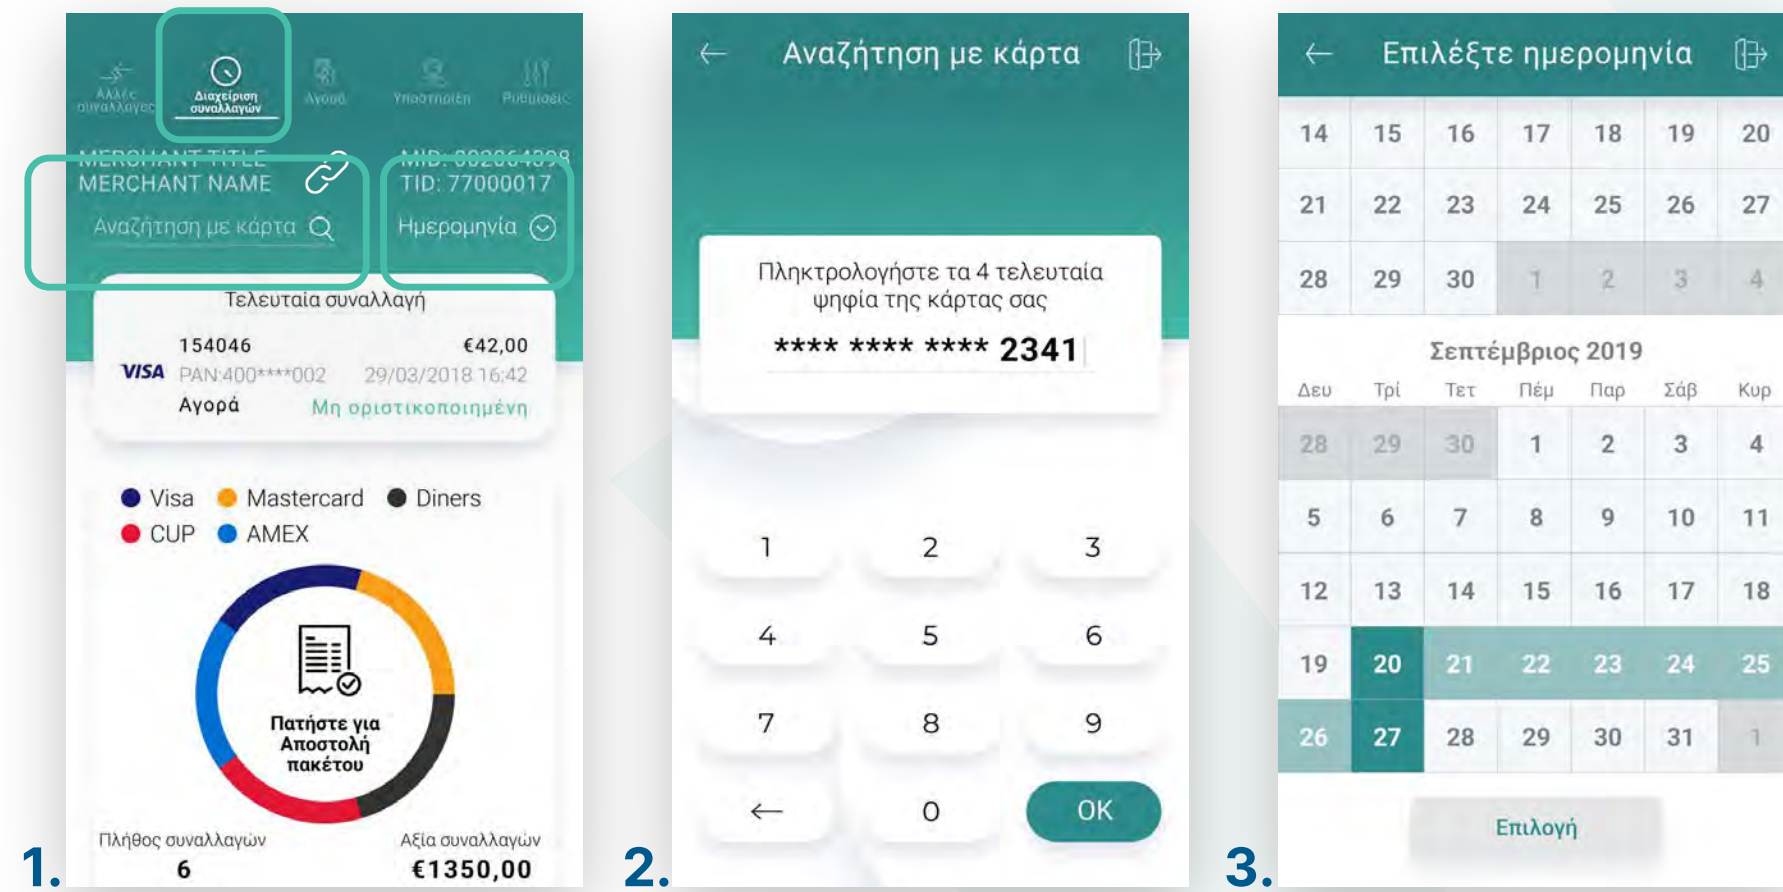 Άλλες
συναλλαγές
Διαχείριση
συναλλαγών
Αγορά
Υποστήριξη
Ρυθμίσεις
MERCHANT TITLE
MERCHANT NAME
MID: 002064398
TID: 77000017
Αναζήτηση με κάρτα
Ημερομηνία
Τελευταία συναλλαγή
154046 €42,00
VISA PAN:400****002 29/03/2018 16:42
Αγορά Μη οριστικοποιημένη
Visa Mastercard Diners
CUP AMEX
Πατήστε για
Αποστολή
πακέτου
Πλήθος συναλλαγών Αξία συναλλαγών
6 €1350,00
1.
Αναζήτηση με κάρτα
Πληκτρολογήστε τα 4 τελευταία
ψηφία της κάρτας σας
**** **** **** 2341
1 2 3
4 5 6
7 8 9
0 OK
2.
Επιλέξτε ημερομηνία
14 15 16 17 18 19 20
21 22 23 24 25 26 27
28 29 30 1 2 3 4
Σεπτέμβριος 2019
Δευ Τρί Τετ Πέμ Παρ Σάβ Κυρ
28 29 30 1 2 3 4
5 6 7 8 9 10 11
12 13 14 15 16 17 18
19 20 21 22 23 24 25
26 27 28 29 30 31 1
Επιλογή
3.